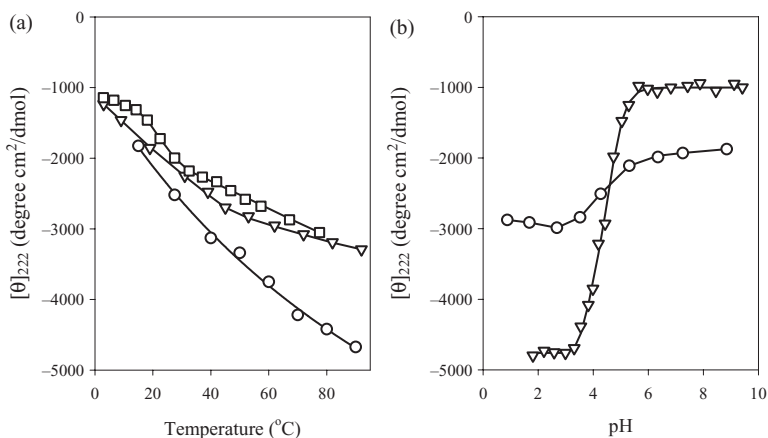 (a)
0
–1000
–2000
–3000
–4000
–5000
[θ]222 (degree cm²/dmol)
0 20 40 60 80
Temperature (°C)
(b)
0
–1000
–2000
–3000
–4000
–5000
[θ]222 (degree cm²/dmol)
0 2 4 6 8 10
pH